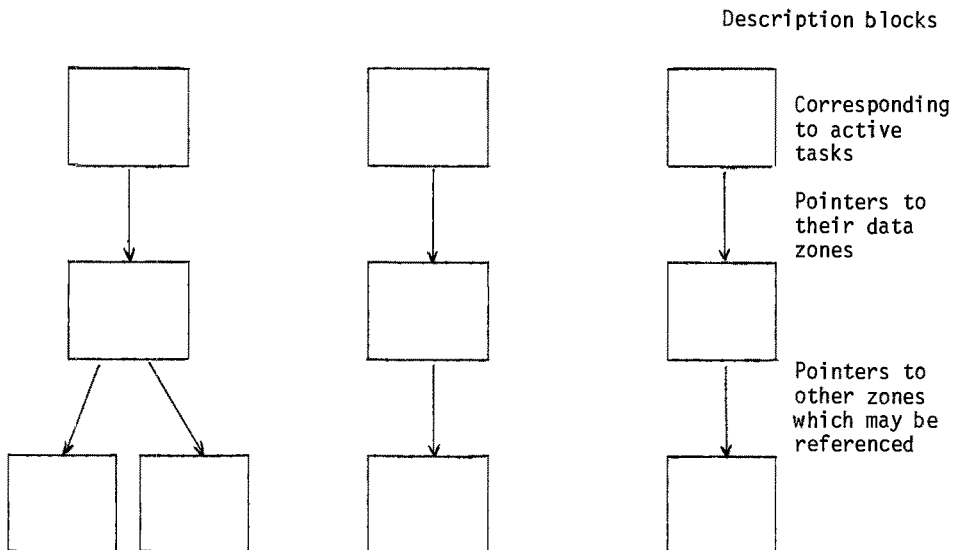 Description blocks
Corresponding
to active
tasks
Pointers to
their data
zones
Pointers to
other zones
which may be
referenced